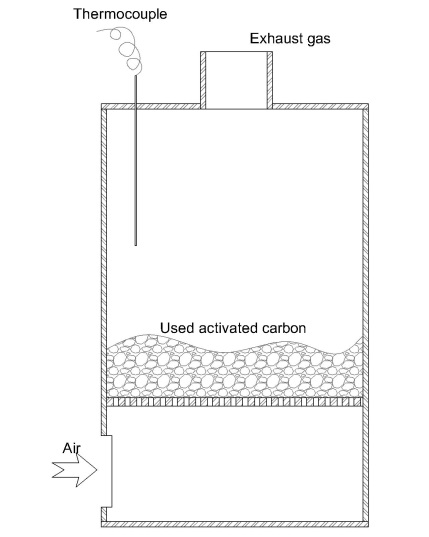 Thermocouple
Exhaust gas
Used activated carbon
Air